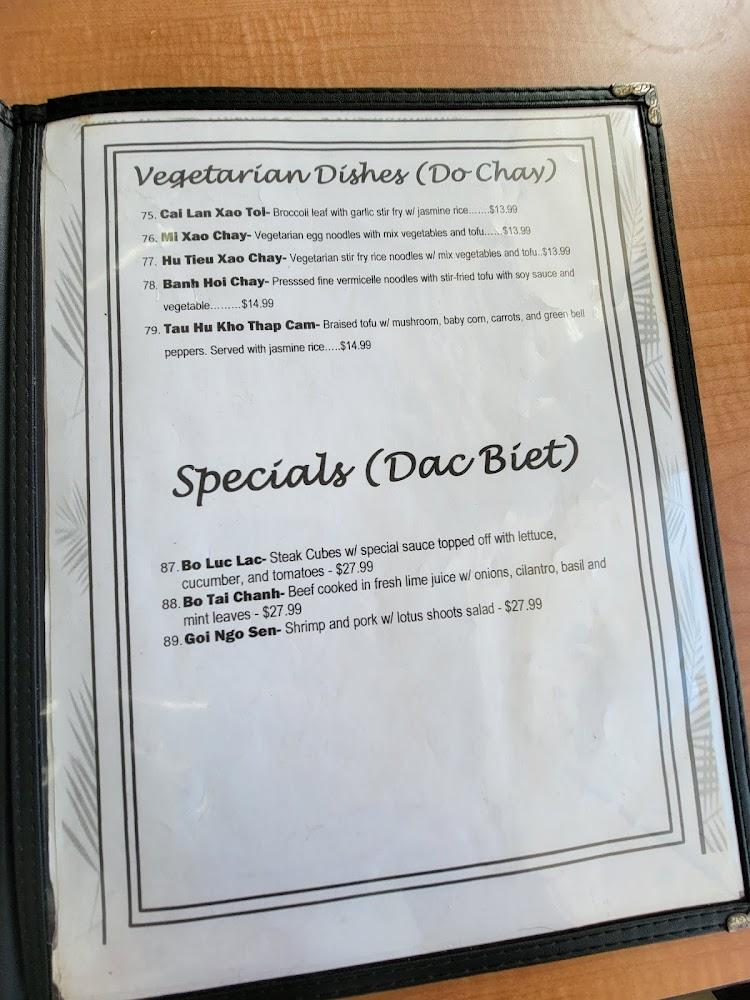 Vegetarian Dishes (Do Chay)
75. Cai Lan Xao Toi- Broccoli leaf with garlic stir fry w/ jasmine rice.......$13.99
76. Mi Xao Chay- Vegetarian egg noodles with mix vegetables and tofu......$13.99
77. Hu Tieu Xao Chay- Vegetarian stir fry rice noodles w/ mix vegetables and tofu..$13.99
78. Banh Hoi Chay- Presssed fine vermicelle noodles with stir-fried tofu with soy sauce and
vegetable.........$14.99
79. Tau Hu Kho Thap Cam- Braised tofu w/ mushroom, baby corn, carrots, and green bell
peppers. Served with jasmine rice.....$14.99
Specials (Dac Biet)
87. Bo Luc Lac- Steak Cubes w/ special sauce topped off with lettuce,
cucumber, and tomatoes - $27.99
88. Bo Tai Chanh- Beef cooked in fresh lime juice w/ onions, cilantro, basil and
mint leaves - $27.99
89. Goi Ngo Sen- Shrimp and pork w/ lotus shoots salad - $27.99